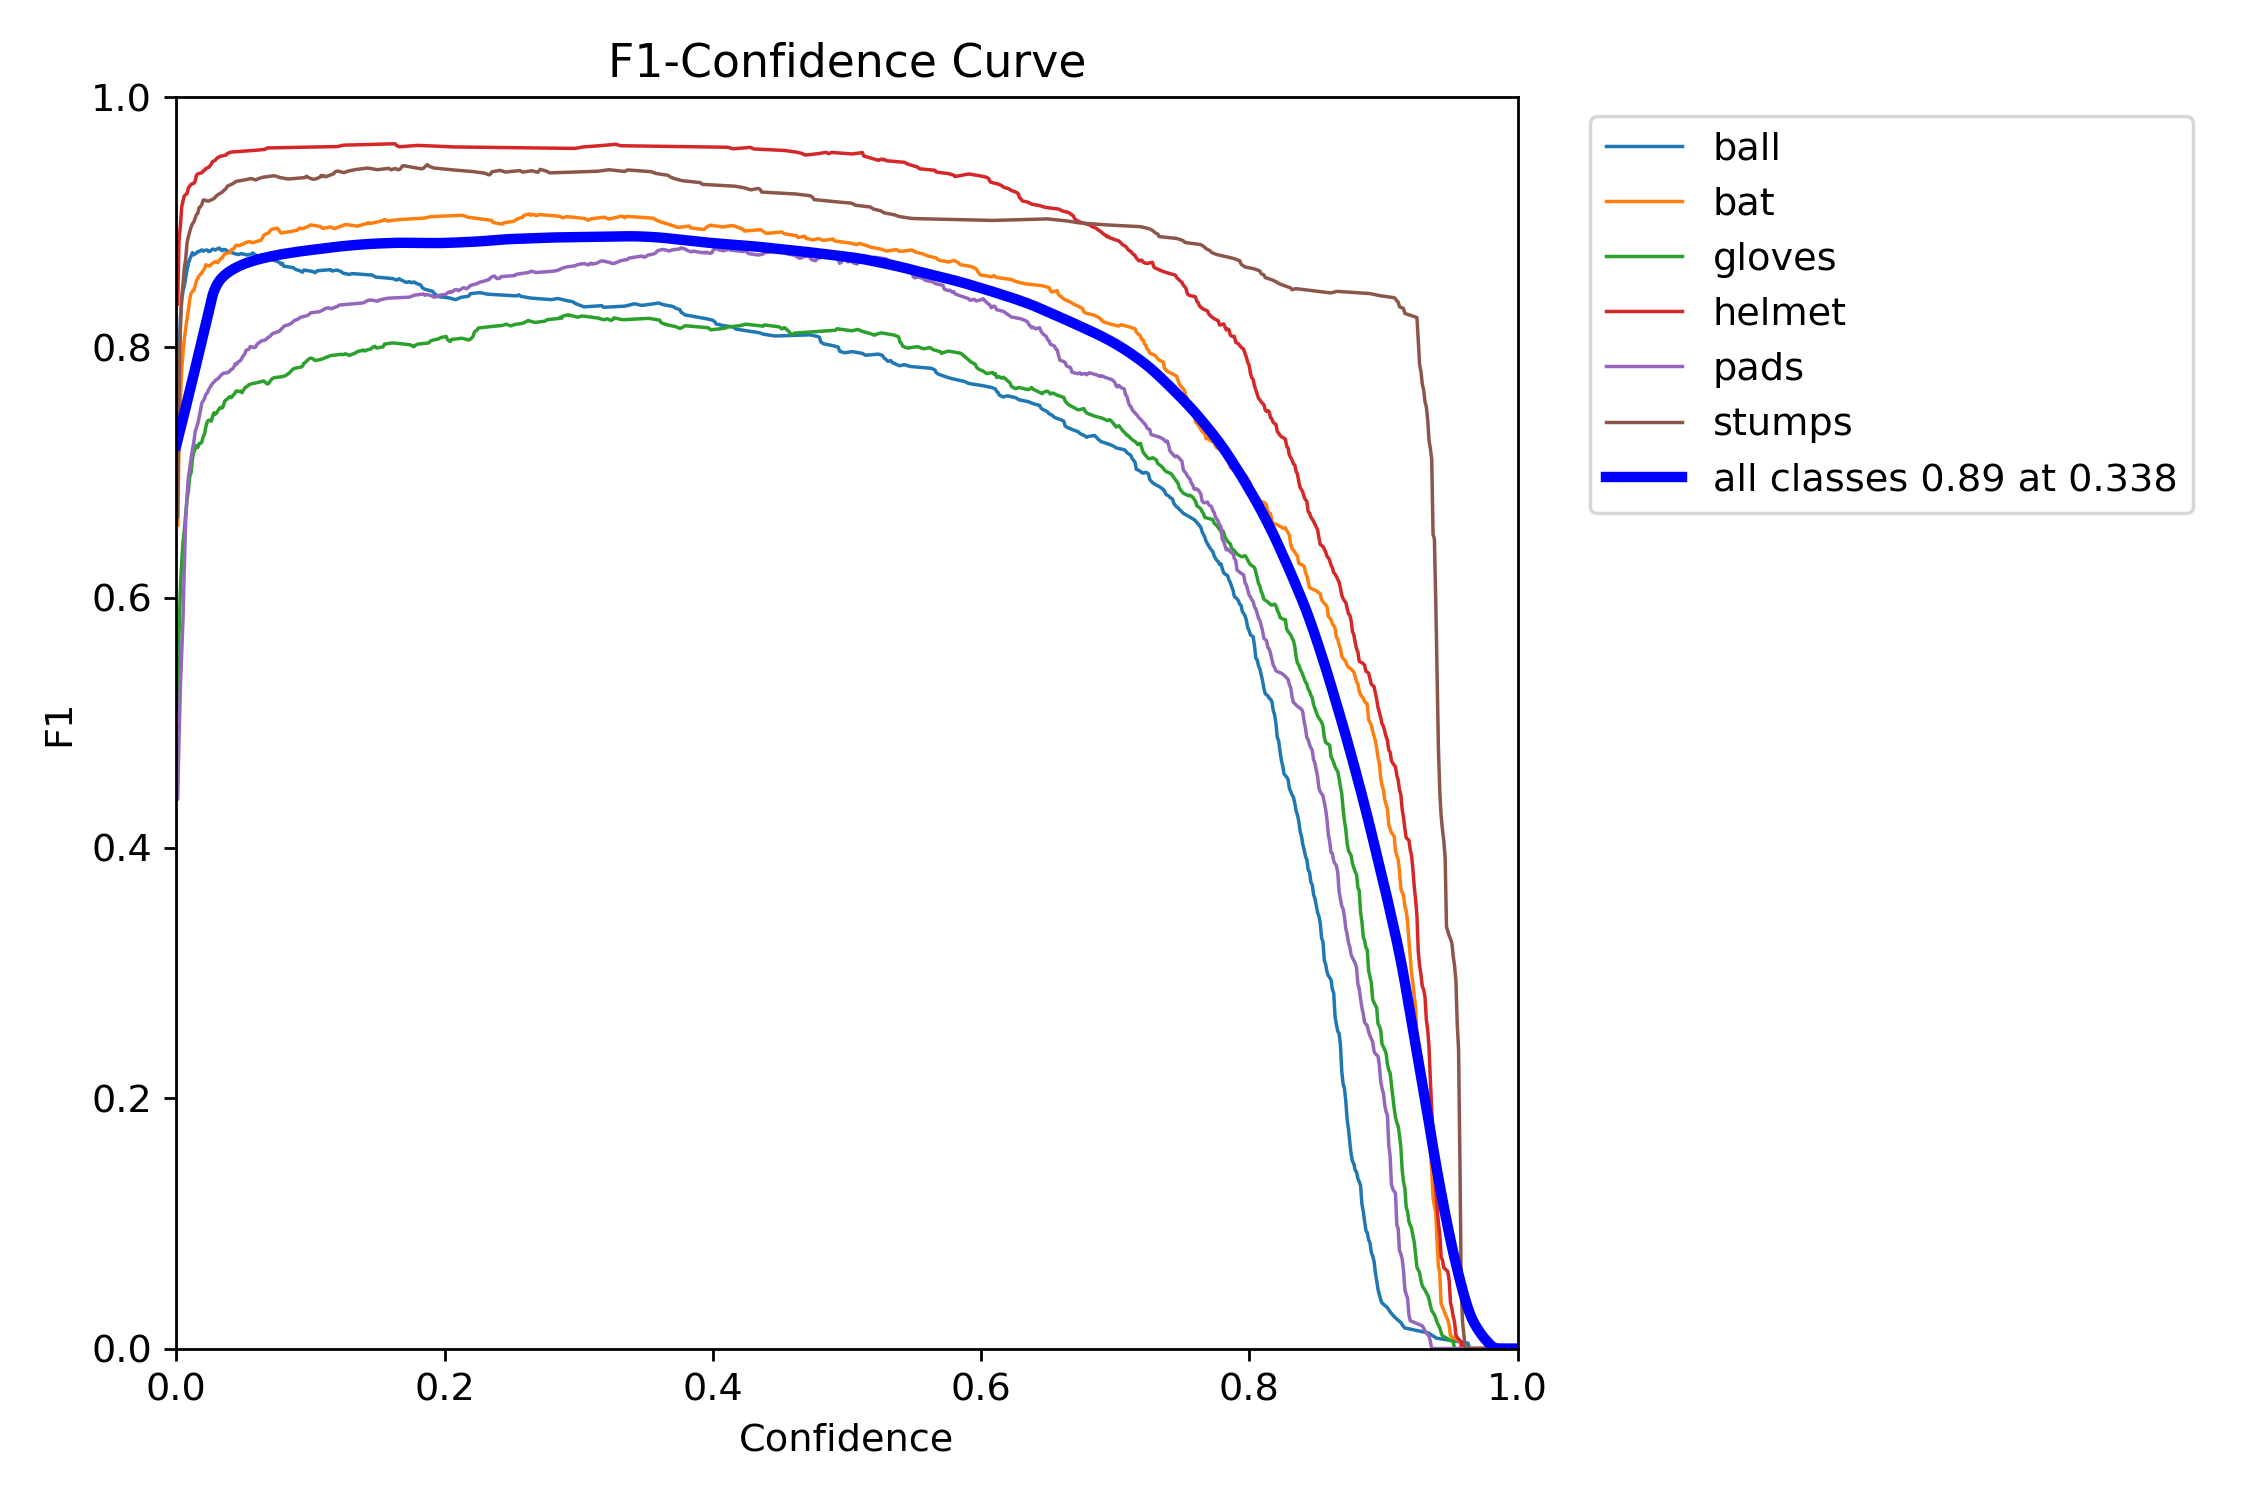 F1-Confidence Curve
1.0
0.8
0.6
0.4
0.2
0.0
F1
0.0 0.2 0.4 0.6 0.8 1.0
Confidence
ball
bat
gloves
helmet
pads
stumps
all classes 0.89 at 0.338